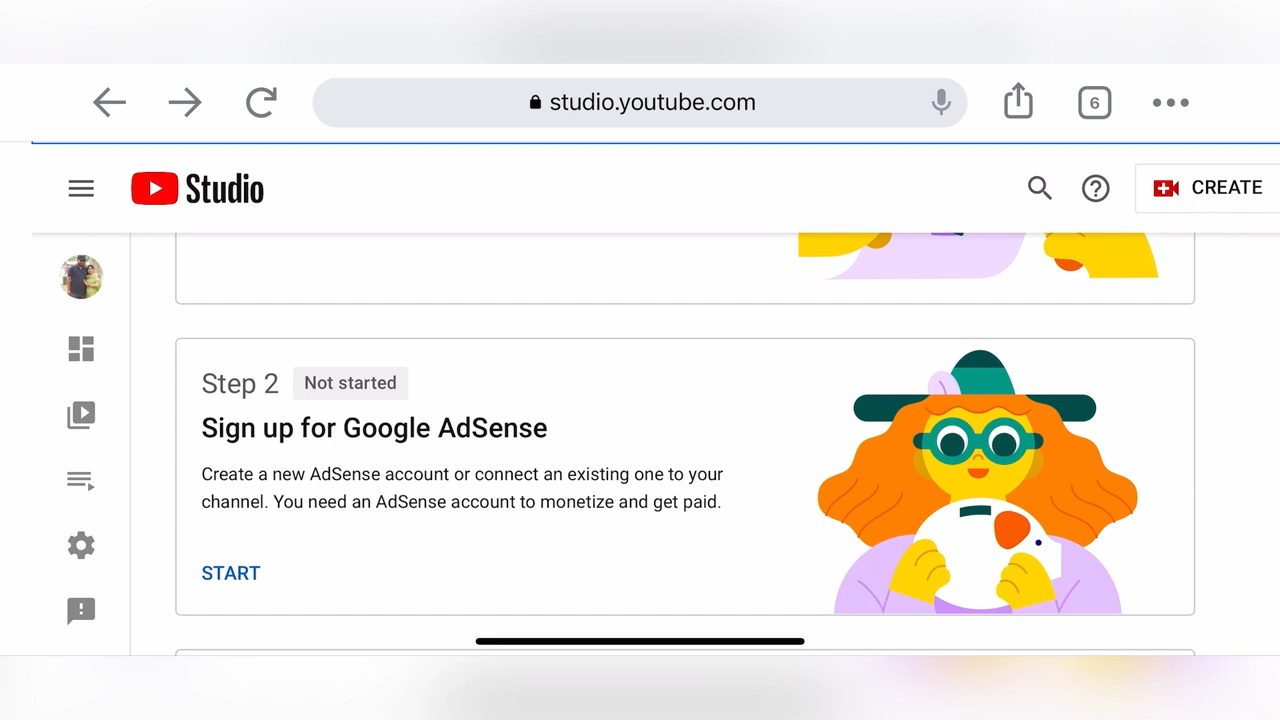 studio.youtube.com
6
Studio
CREATE
Step 2
Not started
Sign up for Google AdSense
Create a new AdSense account or connect an existing one to your
channel. You need an AdSense account to monetize and get paid.
START